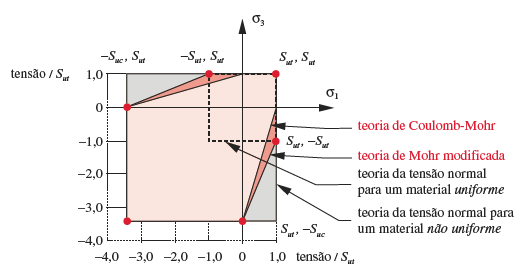 σ₃
–Sᵤc, Sᵤt
–Sᵤt, Sᵤt
Sᵤt, Sᵤt
tensão / Sᵤt
1,0
σ₁
0
teoria de Coulomb-Mohr
–1,0
Sᵤt, –Sᵤt
teoria de Mohr modificada
–2,0
teoria da tensão normal
para um material uniforme
–3,0
teoria da tensão normal para
um material não uniforme
Sᵤt, –Sᵤc
–4,0
–4,0 –3,0 –2,0 –1,0 0 1,0
tensão / Sᵤt